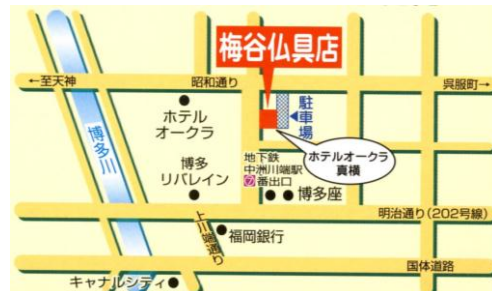 梅谷仏具店
←至天神
昭和通り
呉服町→
駐車場
ホテル
オークラ
ホテルオークラ
真横
博多川
博多
リバレイン
地下鉄
中洲川端駅
⑦番出口
博多座
明治通り(202号線)
上川端通り
福岡銀行
国体道路
キャナルシティ